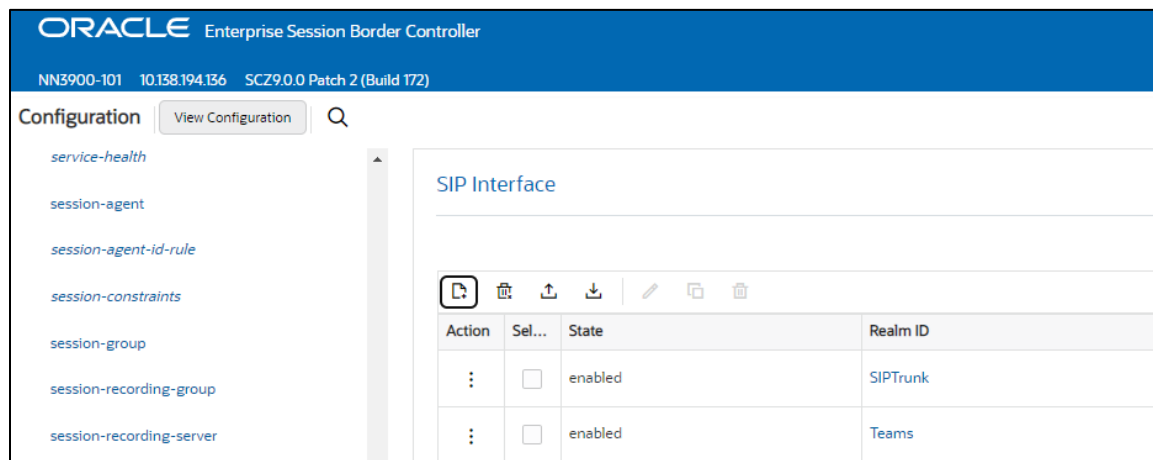 ORACLE Enterprise Session Border Controller
NN3900-101 10.138.194.136 SCZ9.0.0 Patch 2 (Build 172)
Configuration View Configuration
service-health
session-agent
session-agent-id-rule
session-constraints
session-group
session-recording-group
session-recording-server
SIP Interface
Action Sel... State Realm ID
enabled SIPTrunk
enabled Teams